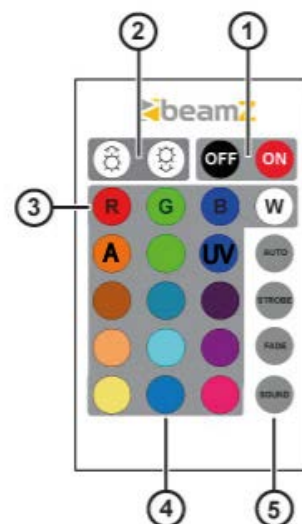 2
1
beamZ
OFF ON
3
R G B W
A UV AUTO
STROBE
FADE
SOUND
4
5